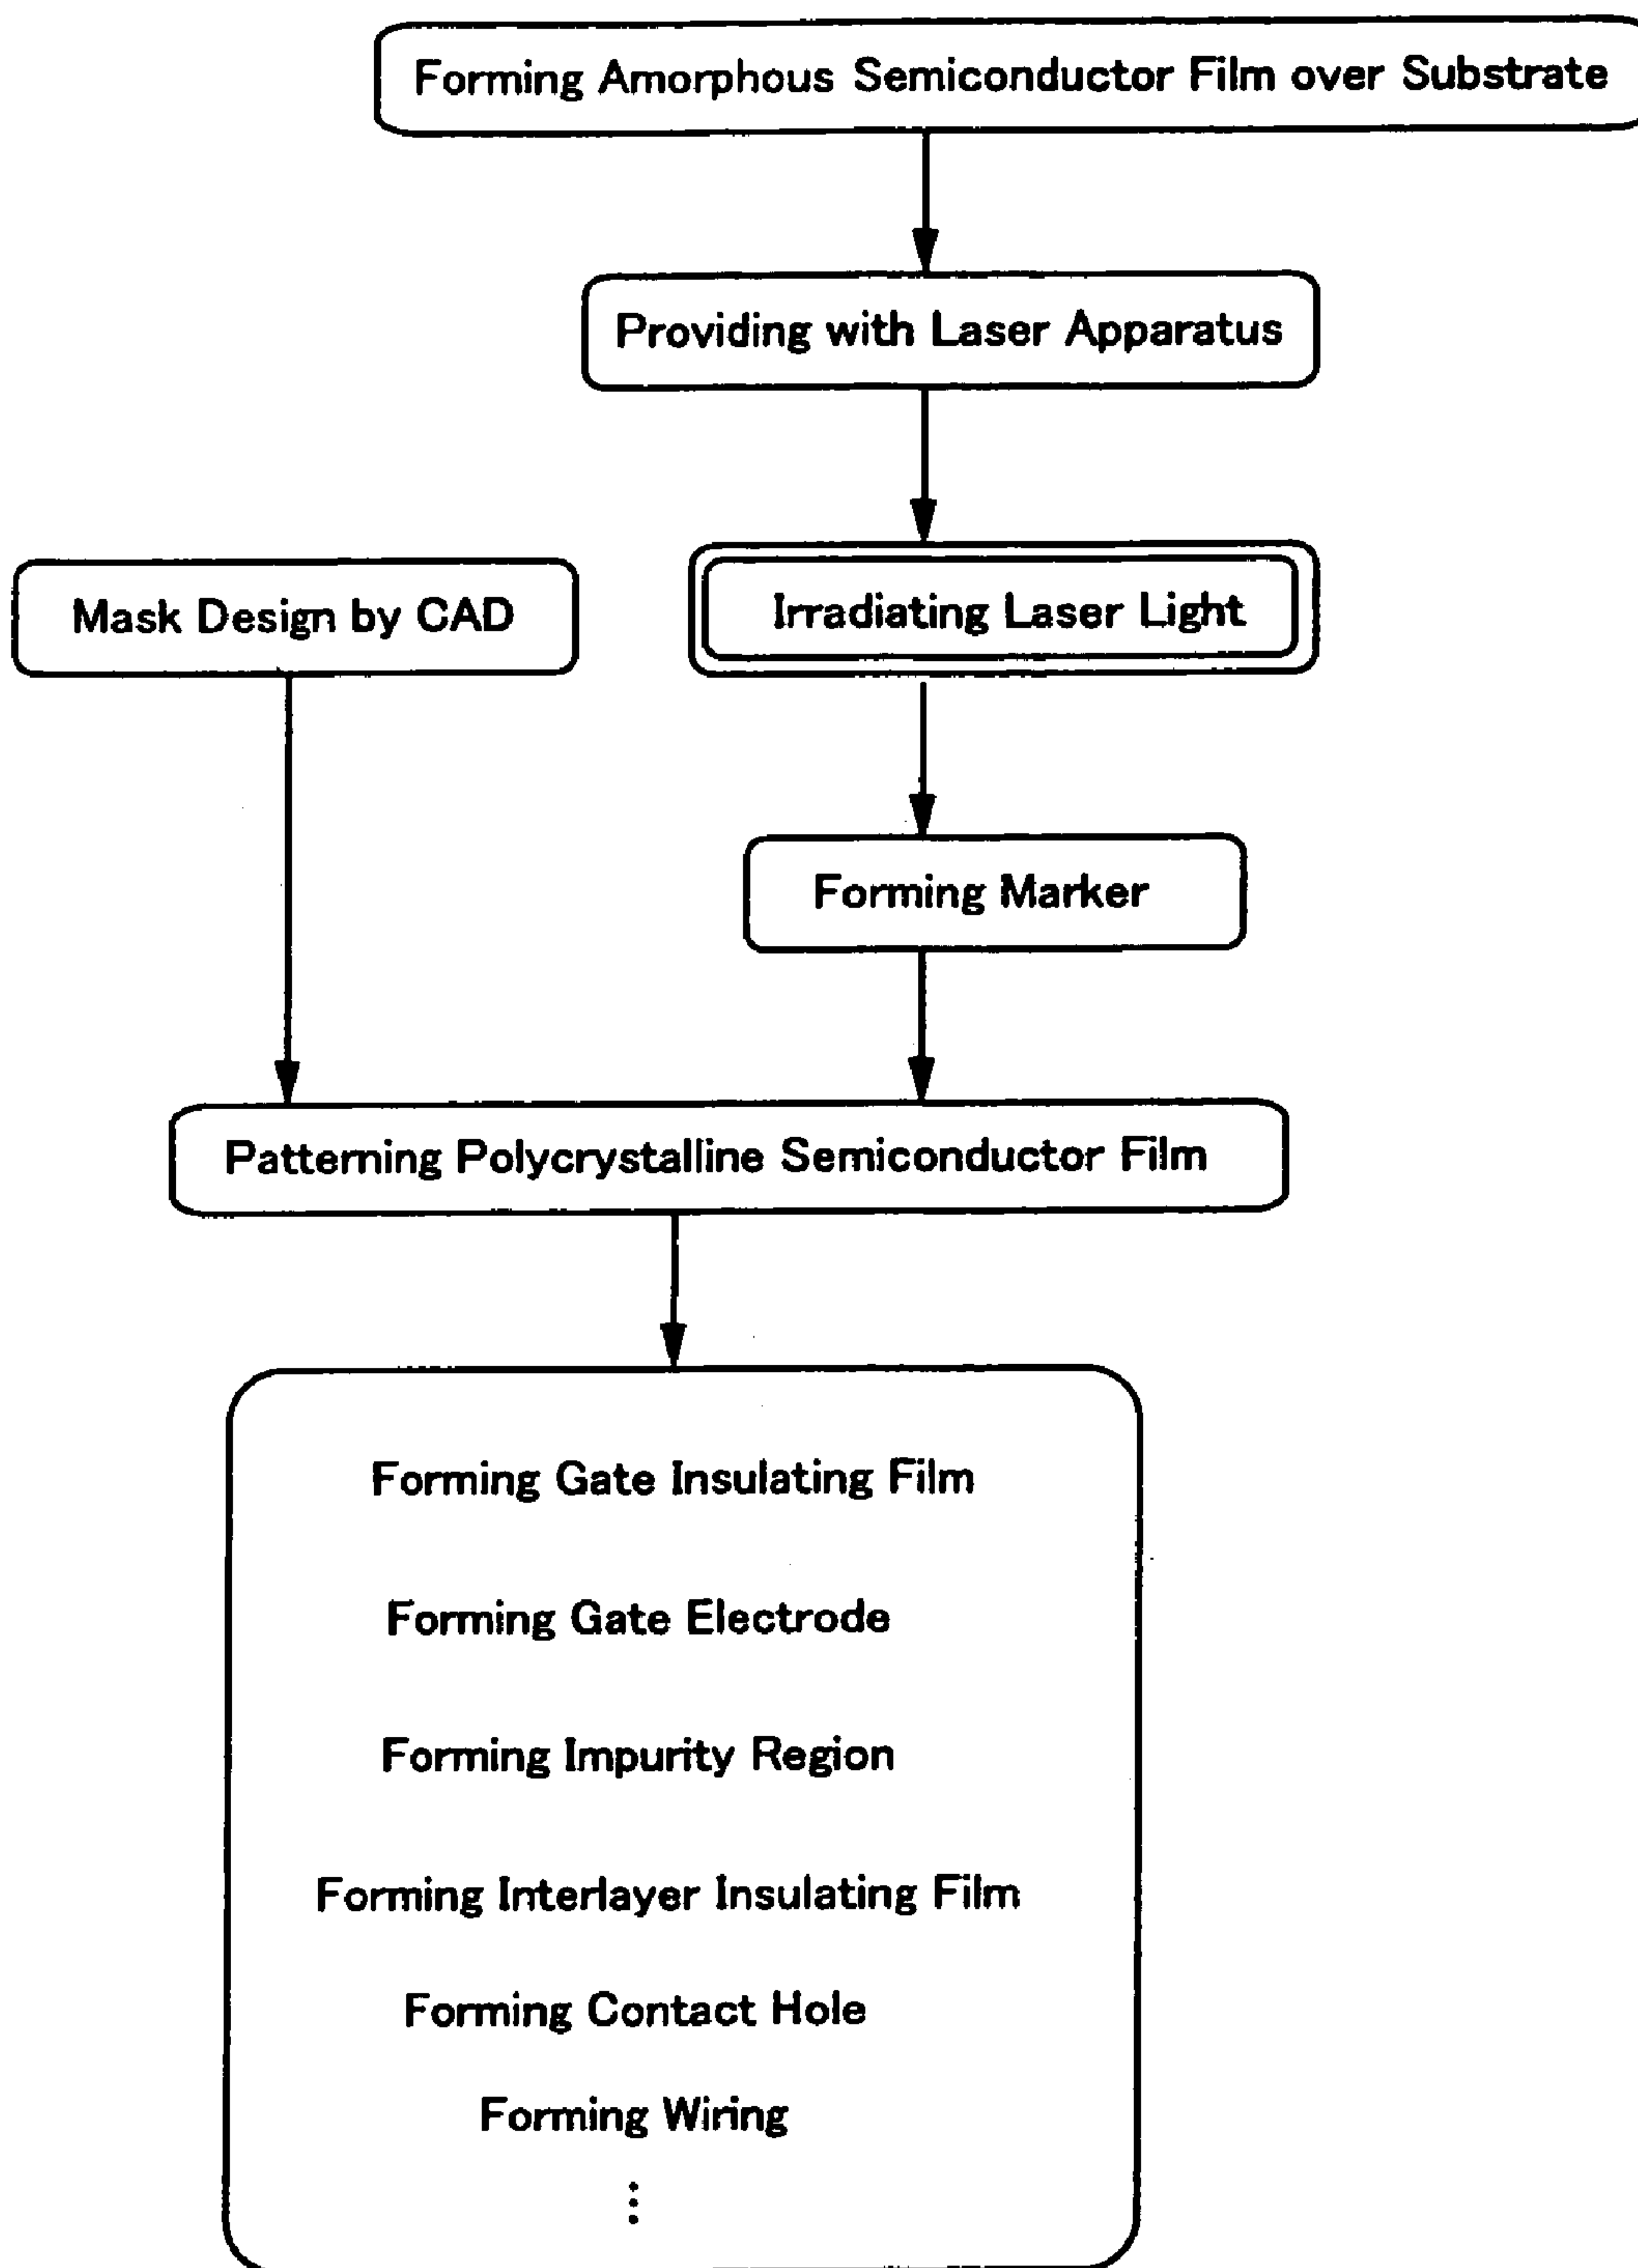 Forming Amorphous Semiconductor Film over Substrate
Providing with Laser Apparatus
Mask Design by CAD
Irradiating Laser Light
Forming Marker
Patterning Polycrystalline Semiconductor Film
Forming Gate Insulating Film
Forming Gate Electrode
Forming Impurity Region
Forming Interlayer Insulating Film
Forming Contact Hole
Forming Wiring
⋮